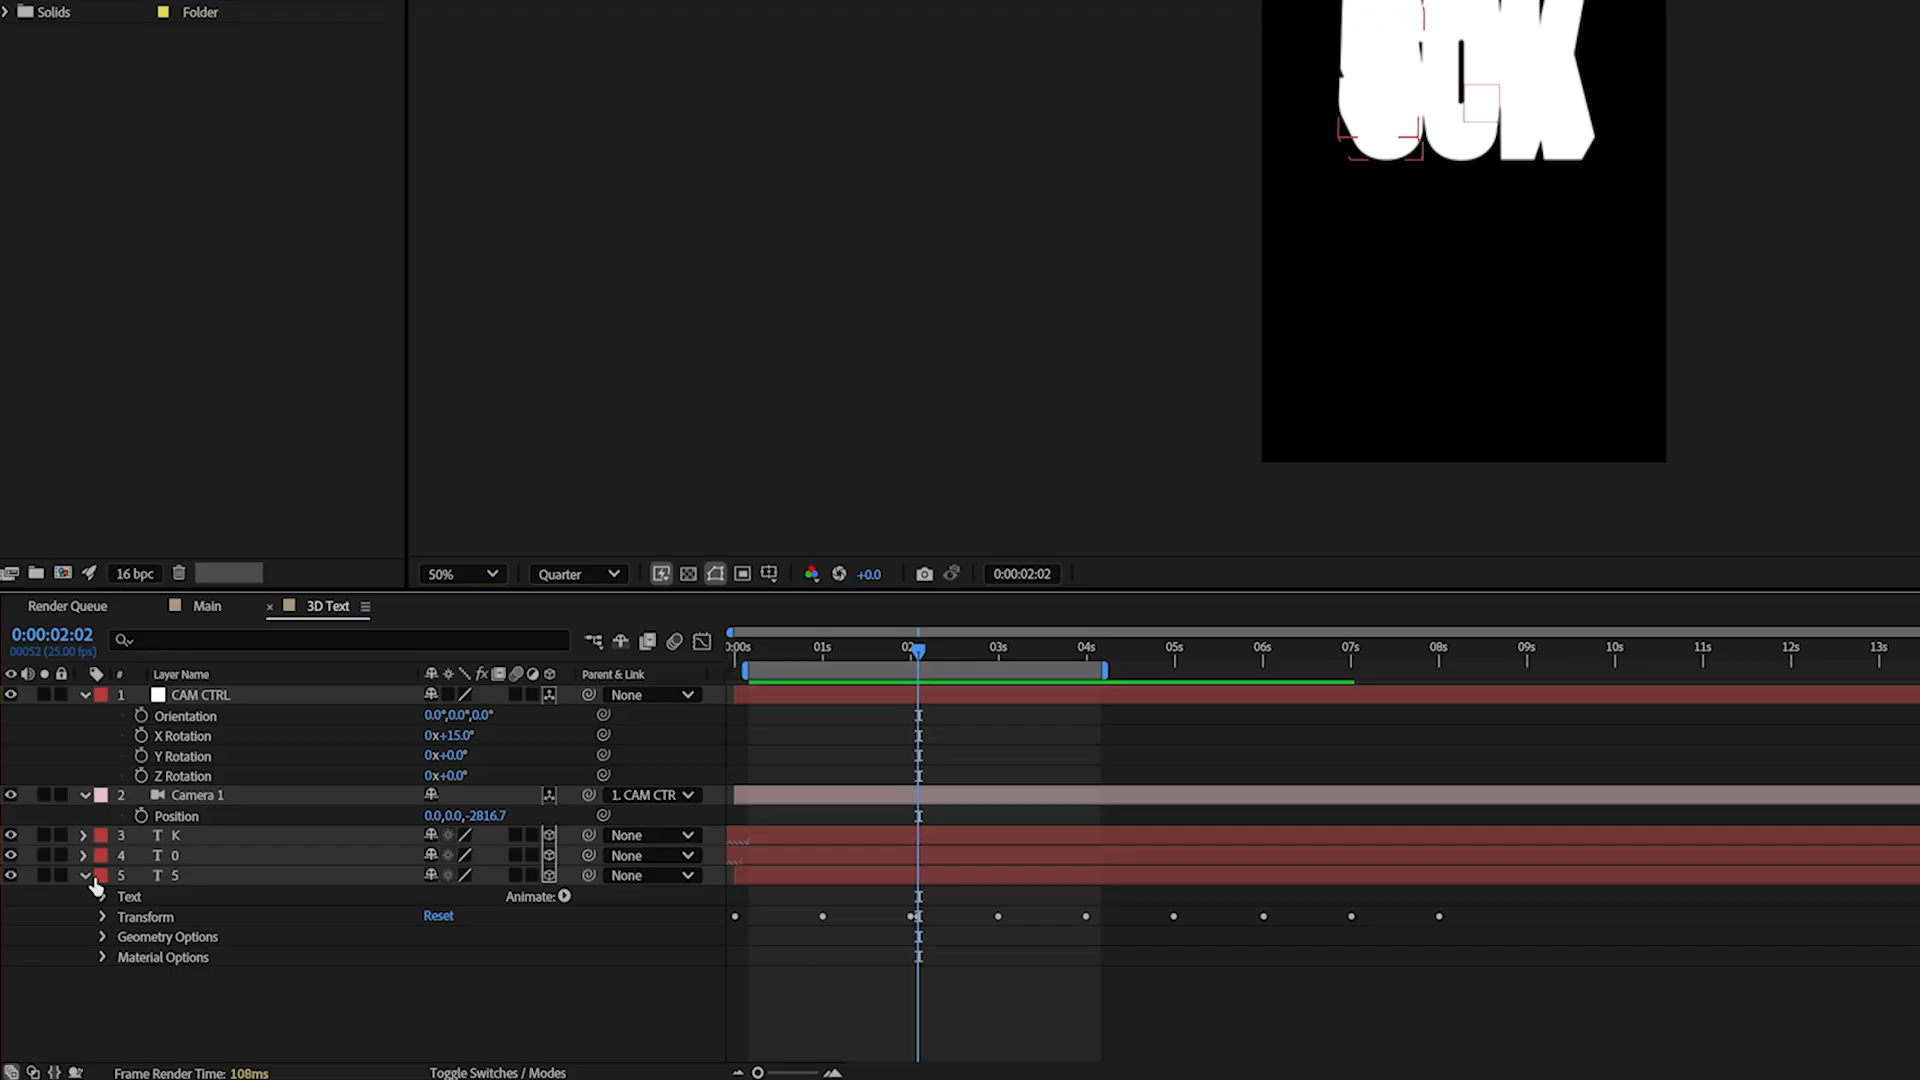 Solids Folder
CK
16 bpc 50% Quarter +0.0 0:00:02:02
Render Queue Main × 3D Text
0:00:02:02
00052 (25.00 fps)
0:00s 01s 02 03s 04s 05s 06s 07s 08s 09s 10s 11s 12s 13s
# Layer Name fx Parent & Link
1 CAM CTRL None
Orientation 0.0°,0.0°,0.0°
X Rotation 0x+15.0°
Y Rotation 0x+0.0°
Z Rotation 0x+0.0°
2 Camera 1 1. CAM CTR
Position 0.0,0.0,-2816.7
3 T K None
4 T 0 None
5 T 5 None
Text Animate:
Transform Reset
Geometry Options
Material Options
Frame Render Time: 108ms Toggle Switches / Modes